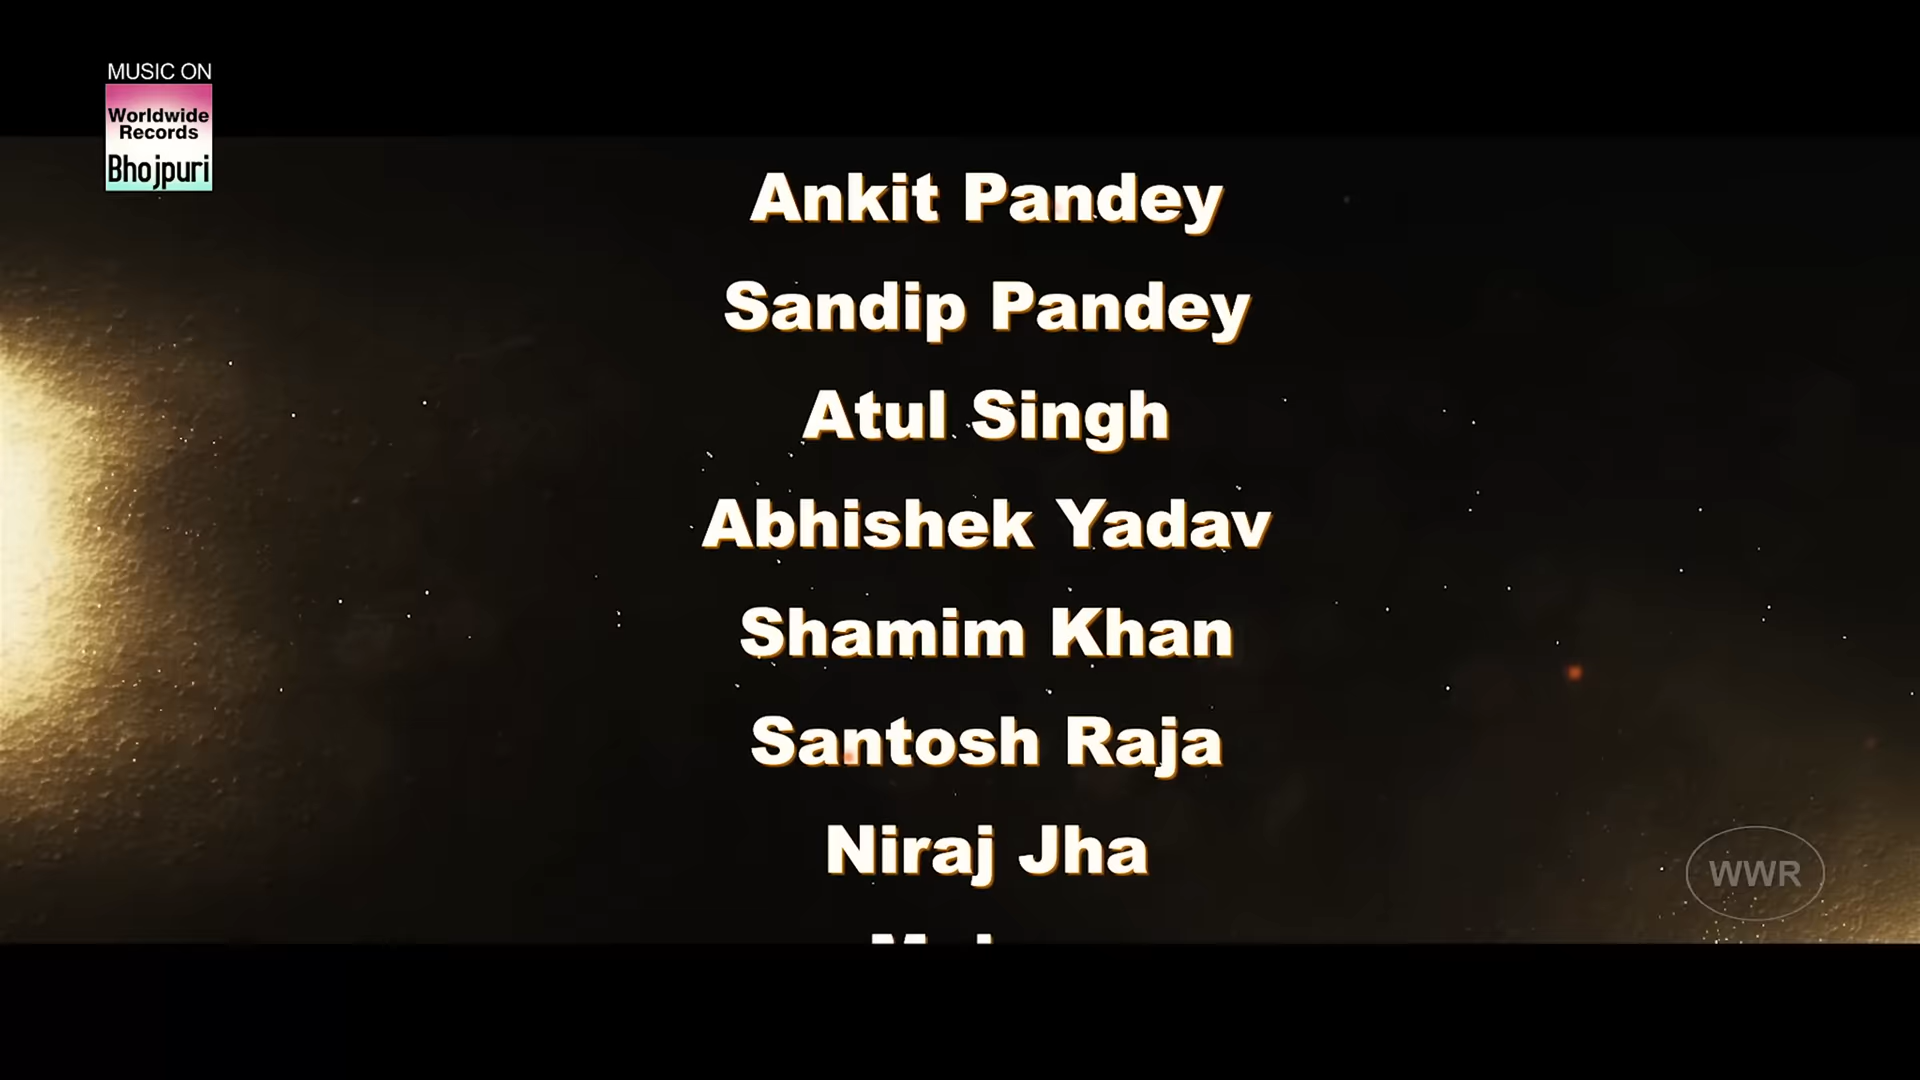 MUSIC ON
Worldwide
Records
Bhojpuri
Ankit Pandey
Sandip Pandey
Atul Singh
Abhishek Yadav
Shamim Khan
Santosh Raja
Niraj Jha
WWR